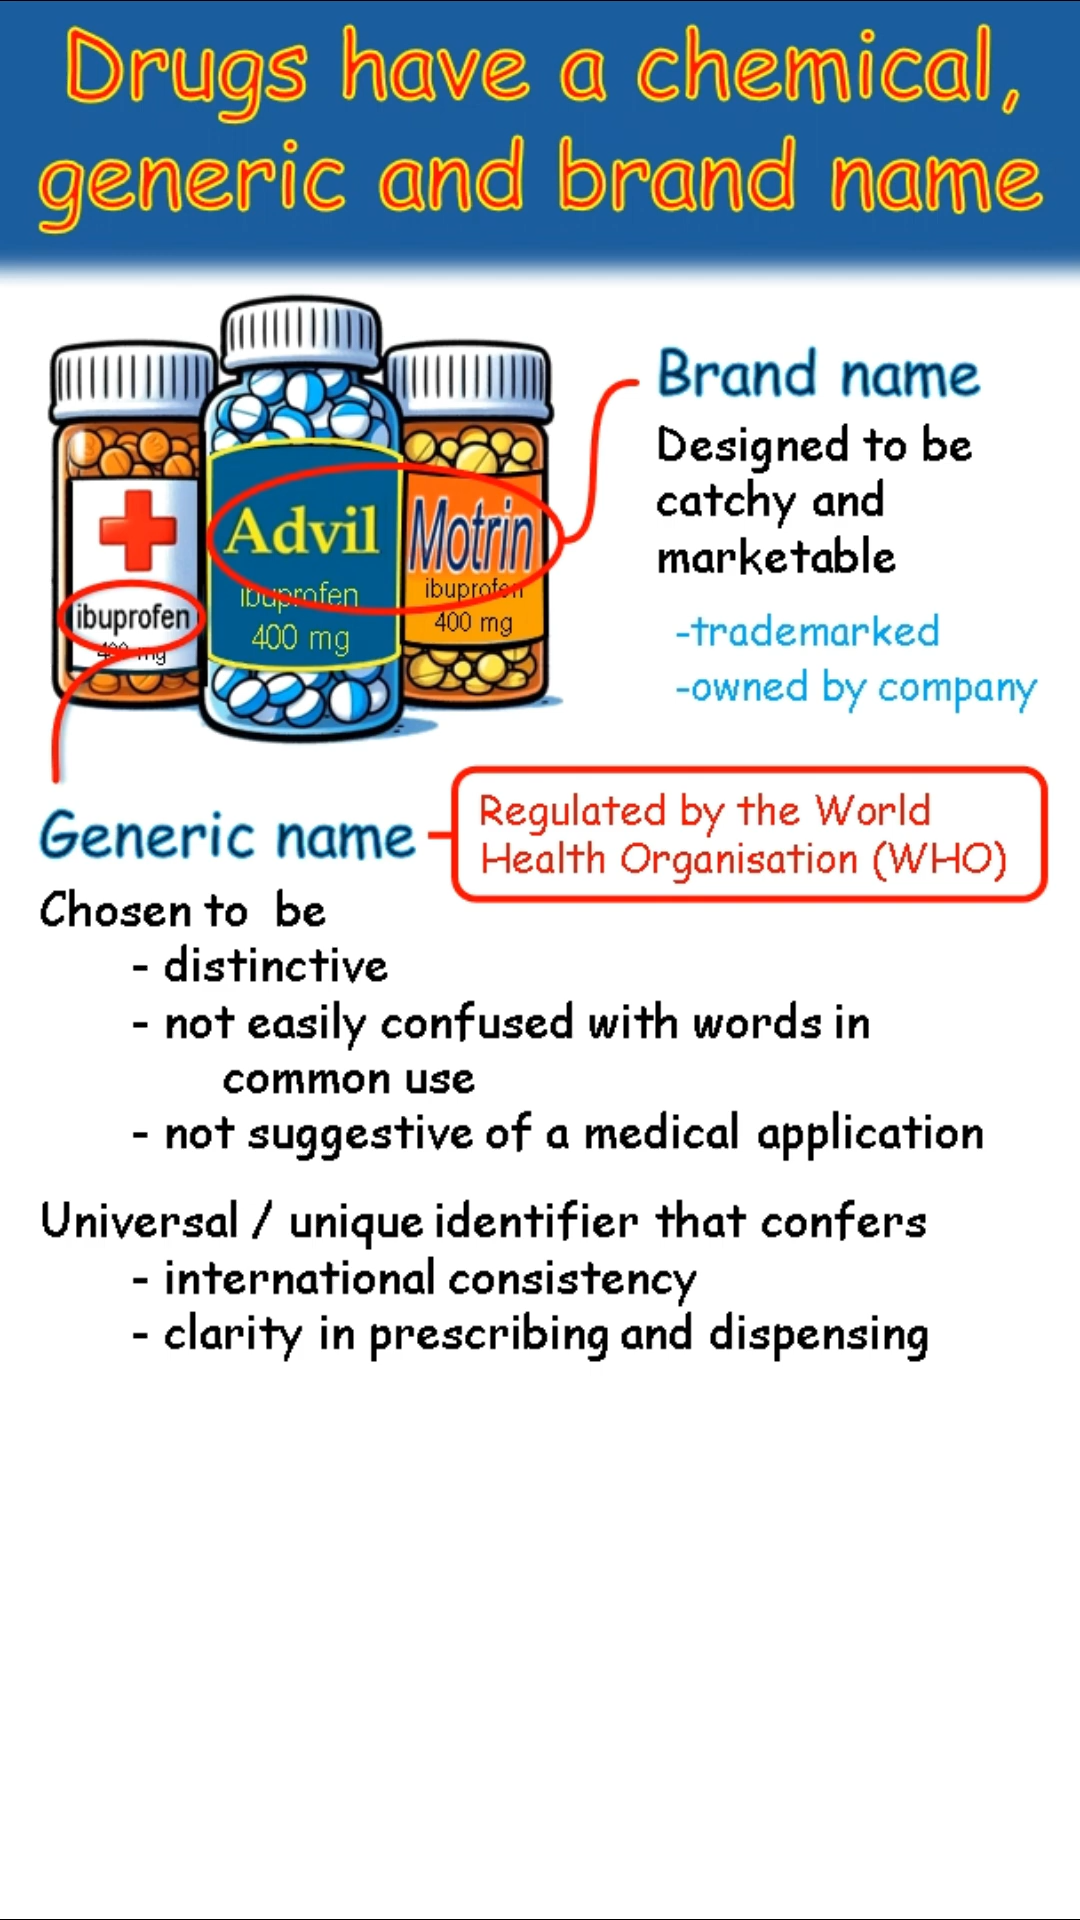 Drugs have a chemical,
generic and brand name
Advil
ibuprofen
400 mg
Motrin
ibuprofen
400 mg
ibuprofen
400 mg
Brand name
Designed to be
catchy and
marketable
-trademarked
-owned by company
Generic name
Regulated by the World
Health Organisation (WHO)
Chosen to be
- distinctive
- not easily confused with words in
common use
- not suggestive of a medical application
Universal / unique identifier that confers
- international consistency
- clarity in prescribing and dispensing